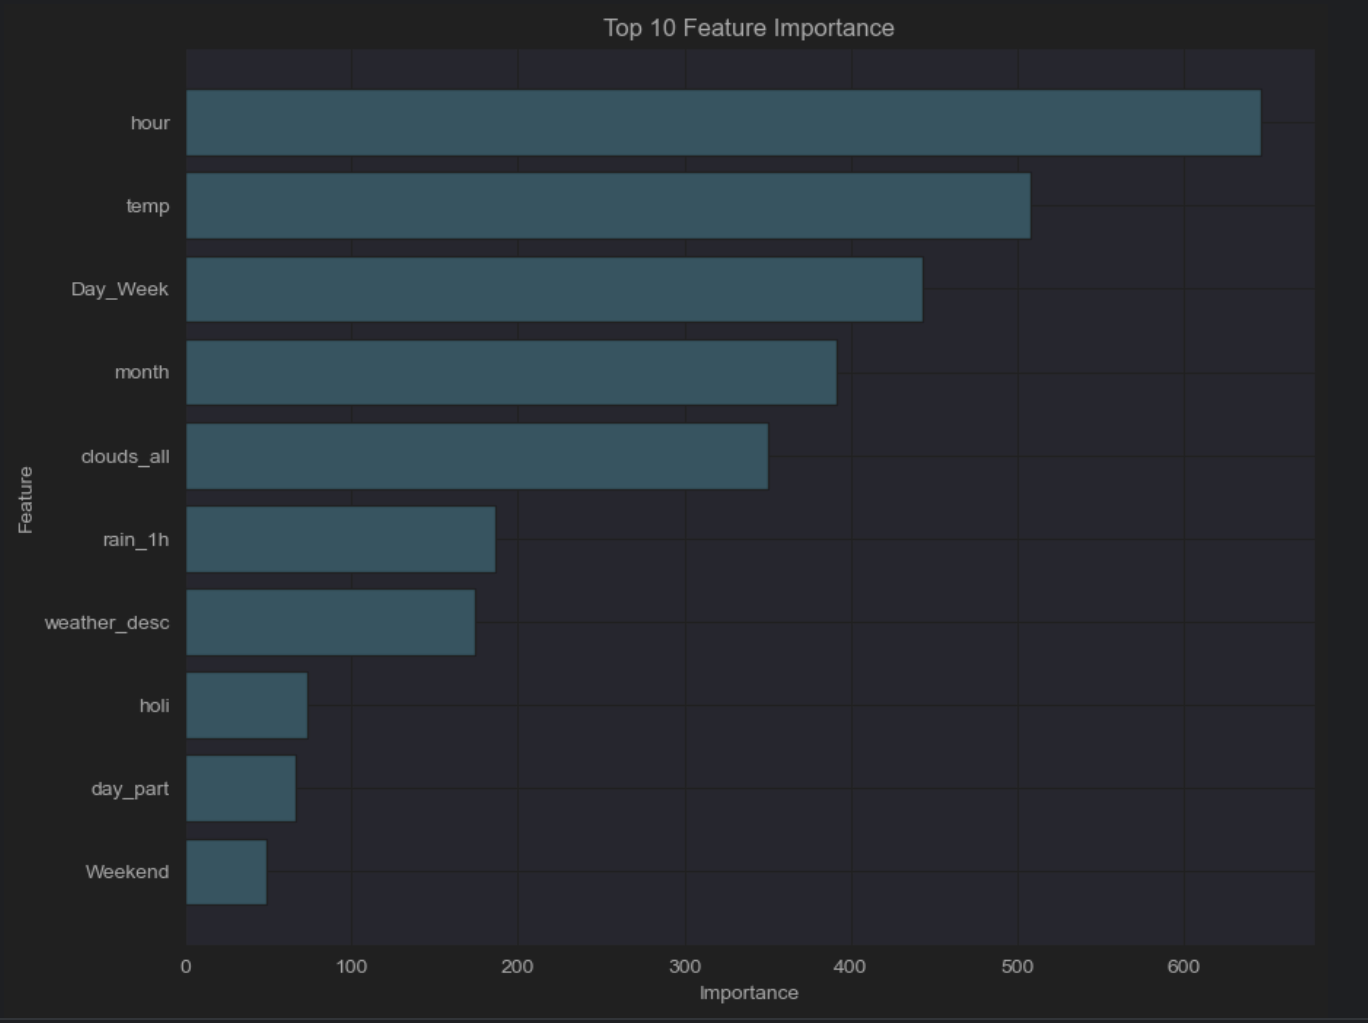 Top 10 Feature Importance
hour
temp
Day_Week
month
clouds_all
rain_1h
weather_desc
holi
day_part
Weekend
Feature
0 100 200 300 400 500 600
Importance